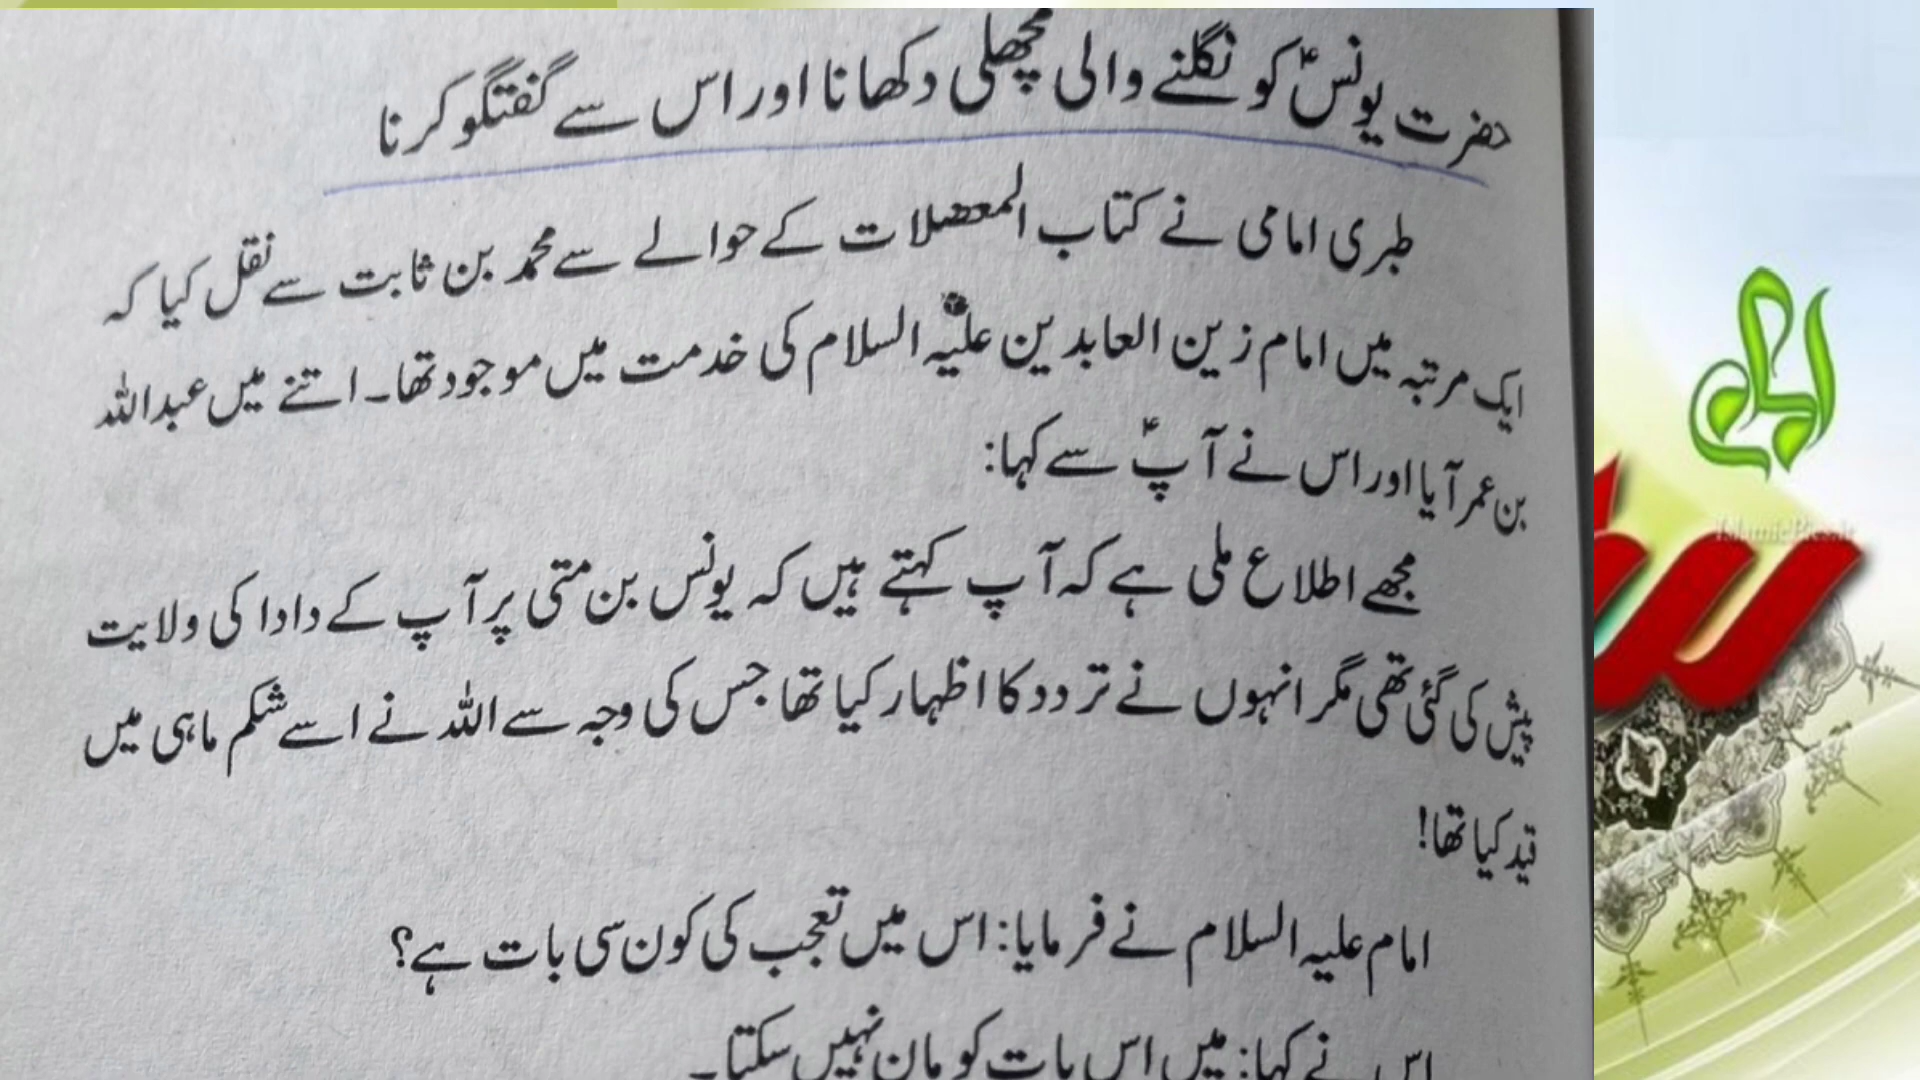 حضرت یونسؑ کو نگلنے والی مچھلی دکھانا اور اس سے گفتگو کرنا
طبری امامی نے کتاب المعضلات کے حوالے سے محمد بن ثابت سے نقل کیا کہ
ایک مرتبہ میں امام زین العابدین علیہ السلام کی خدمت میں موجود تھا۔ اتنے میں عبداللہ
بن عمر آیا اور اس نے آپؑ سے کہا:
مجھے اطلاع ملی ہے کہ آپ کہتے ہیں کہ یونس بن متی پر آپ کے دادا کی ولایت
پیش کی گئی تھی مگر انہوں نے تردد کا اظہار کیا تھا جس کی وجہ سے اللہ نے اسے شکم ماہی میں
قید کیا تھا!
امام علیہ السلام نے فرمایا: اس میں تعجب کی کون سی بات ہے؟
اس نے کہا: میں اس بات کو مان نہیں سکتا۔
IslamicPics.ir